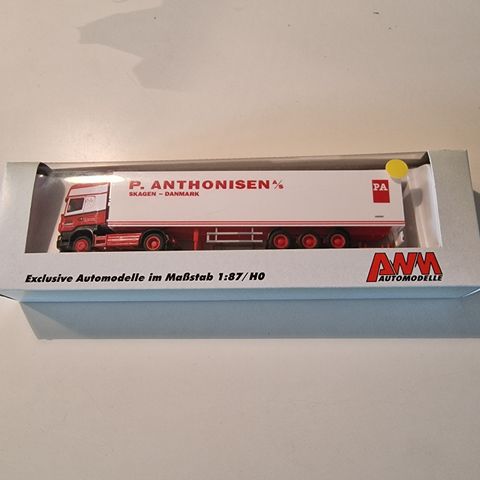 P. ANTHONISEN A/S
SKAGEN - DANMARK
PA
Exclusive Automodelle im Maßstab 1:87/H0
AWM
AUTOMODELLE